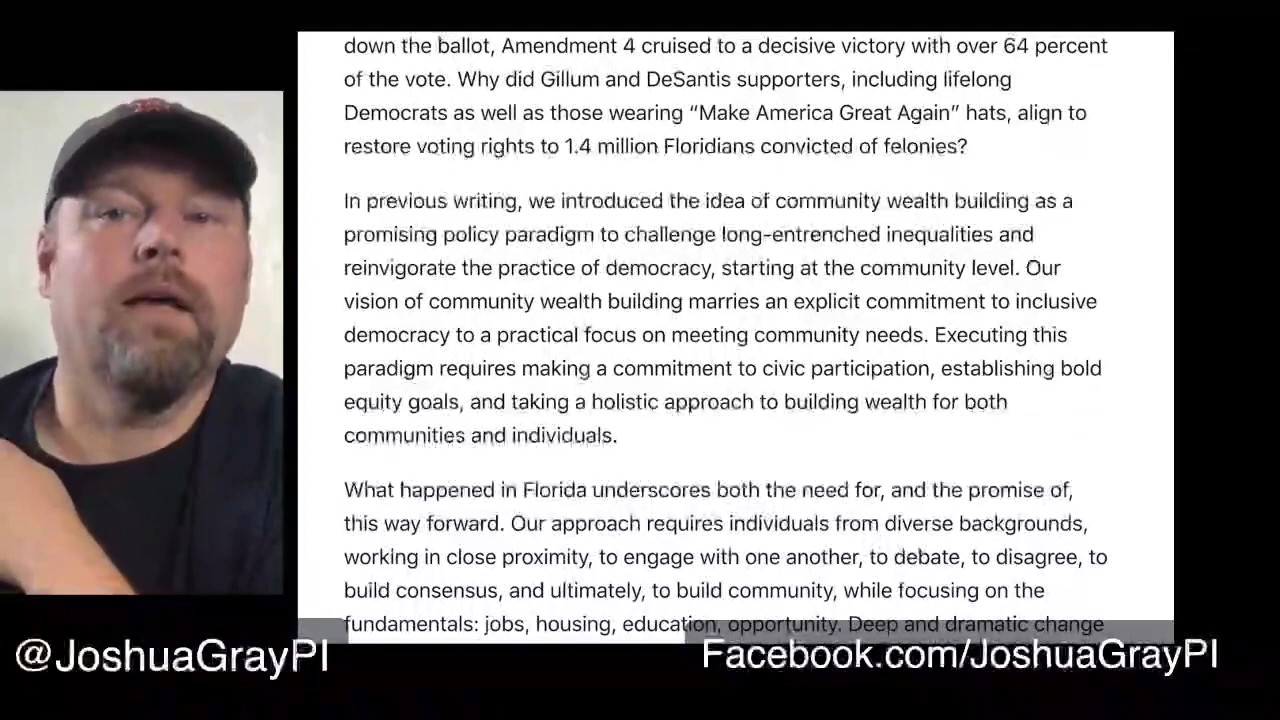 down the ballot, Amendment 4 cruised to a decisive victory with over 64 percent
of the vote. Why did Gillum and DeSantis supporters, including lifelong
Democrats as well as those wearing “Make America Great Again” hats, align to
restore voting rights to 1.4 million Floridians convicted of felonies?
In previous writing, we introduced the idea of community wealth building as a
promising policy paradigm to challenge long-entrenched inequalities and
reinvigorate the practice of democracy, starting at the community level. Our
vision of community wealth building marries an explicit commitment to inclusive
democracy to a practical focus on meeting community needs. Executing this
paradigm requires making a commitment to civic participation, establishing bold
equity goals, and taking a holistic approach to building wealth for both
communities and individuals.
What happened in Florida underscores both the need for, and the promise of,
this way forward. Our approach requires individuals from diverse backgrounds,
working in close proximity, to engage with one another, to debate, to disagree, to
build consensus, and ultimately, to build community, while focusing on the
fundamentals: jobs, housing, education, opportunity. Deep and dramatic change
@JoshuaGrayPI
Facebook.com/JoshuaGrayPI